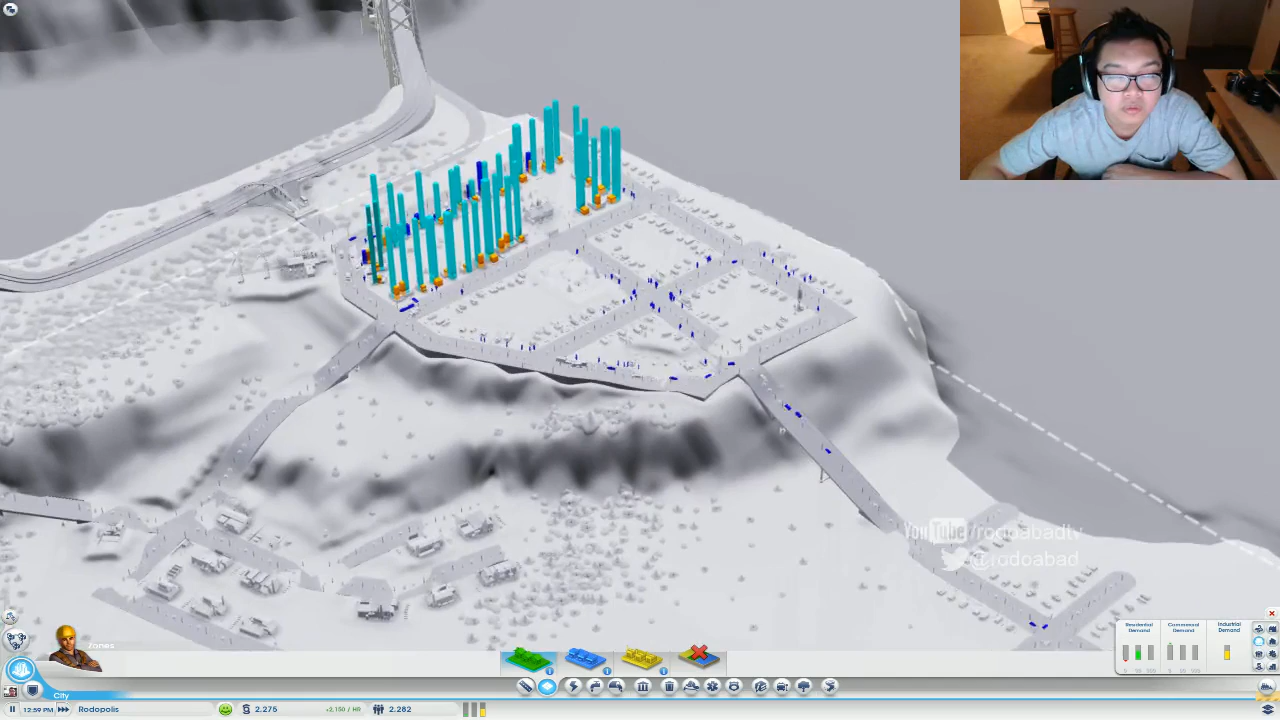 YouTube /rodoabadtv
@rodoabad
Residential Demand
Commercial Demand
Industrial Demand
Zones
City
12:59 PM
Rodopolis
2,275
+2,150 / HR
2,282